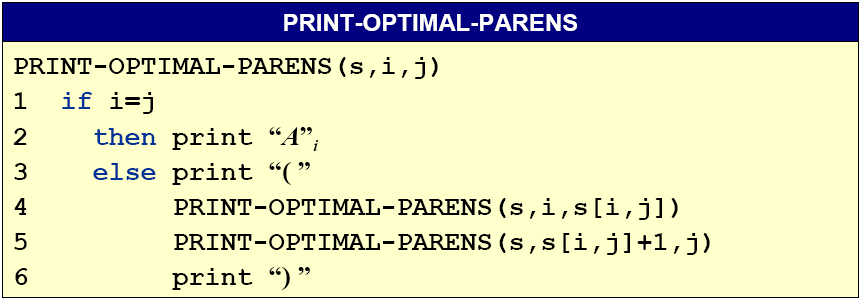 PRINT-OPTIMAL-PARENS
PRINT-OPTIMAL-PARENS(s,i,j)
1 if i=j
2 then print “A”i
3 else print “( ”
4 PRINT-OPTIMAL-PARENS(s,i,s[i,j])
5 PRINT-OPTIMAL-PARENS(s,s[i,j]+1,j)
6 print “) ”